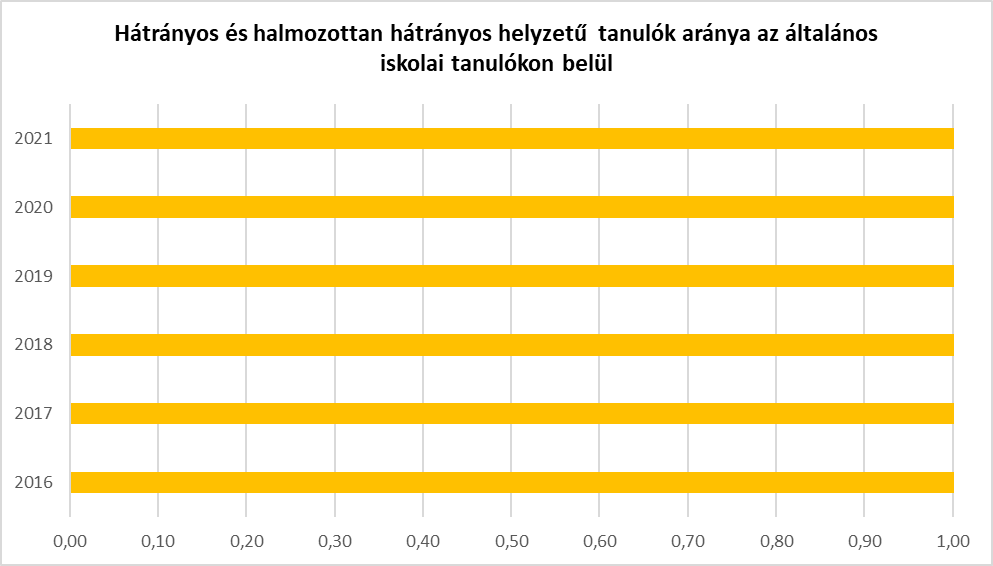 Hátrányos és halmozottan hátrányos helyzetű tanulók aránya az általános
iskolai tanulókon belül
2021
2020
2019
2018
2017
2016
0,00 0,10 0,20 0,30 0,40 0,50 0,60 0,70 0,80 0,90 1,00